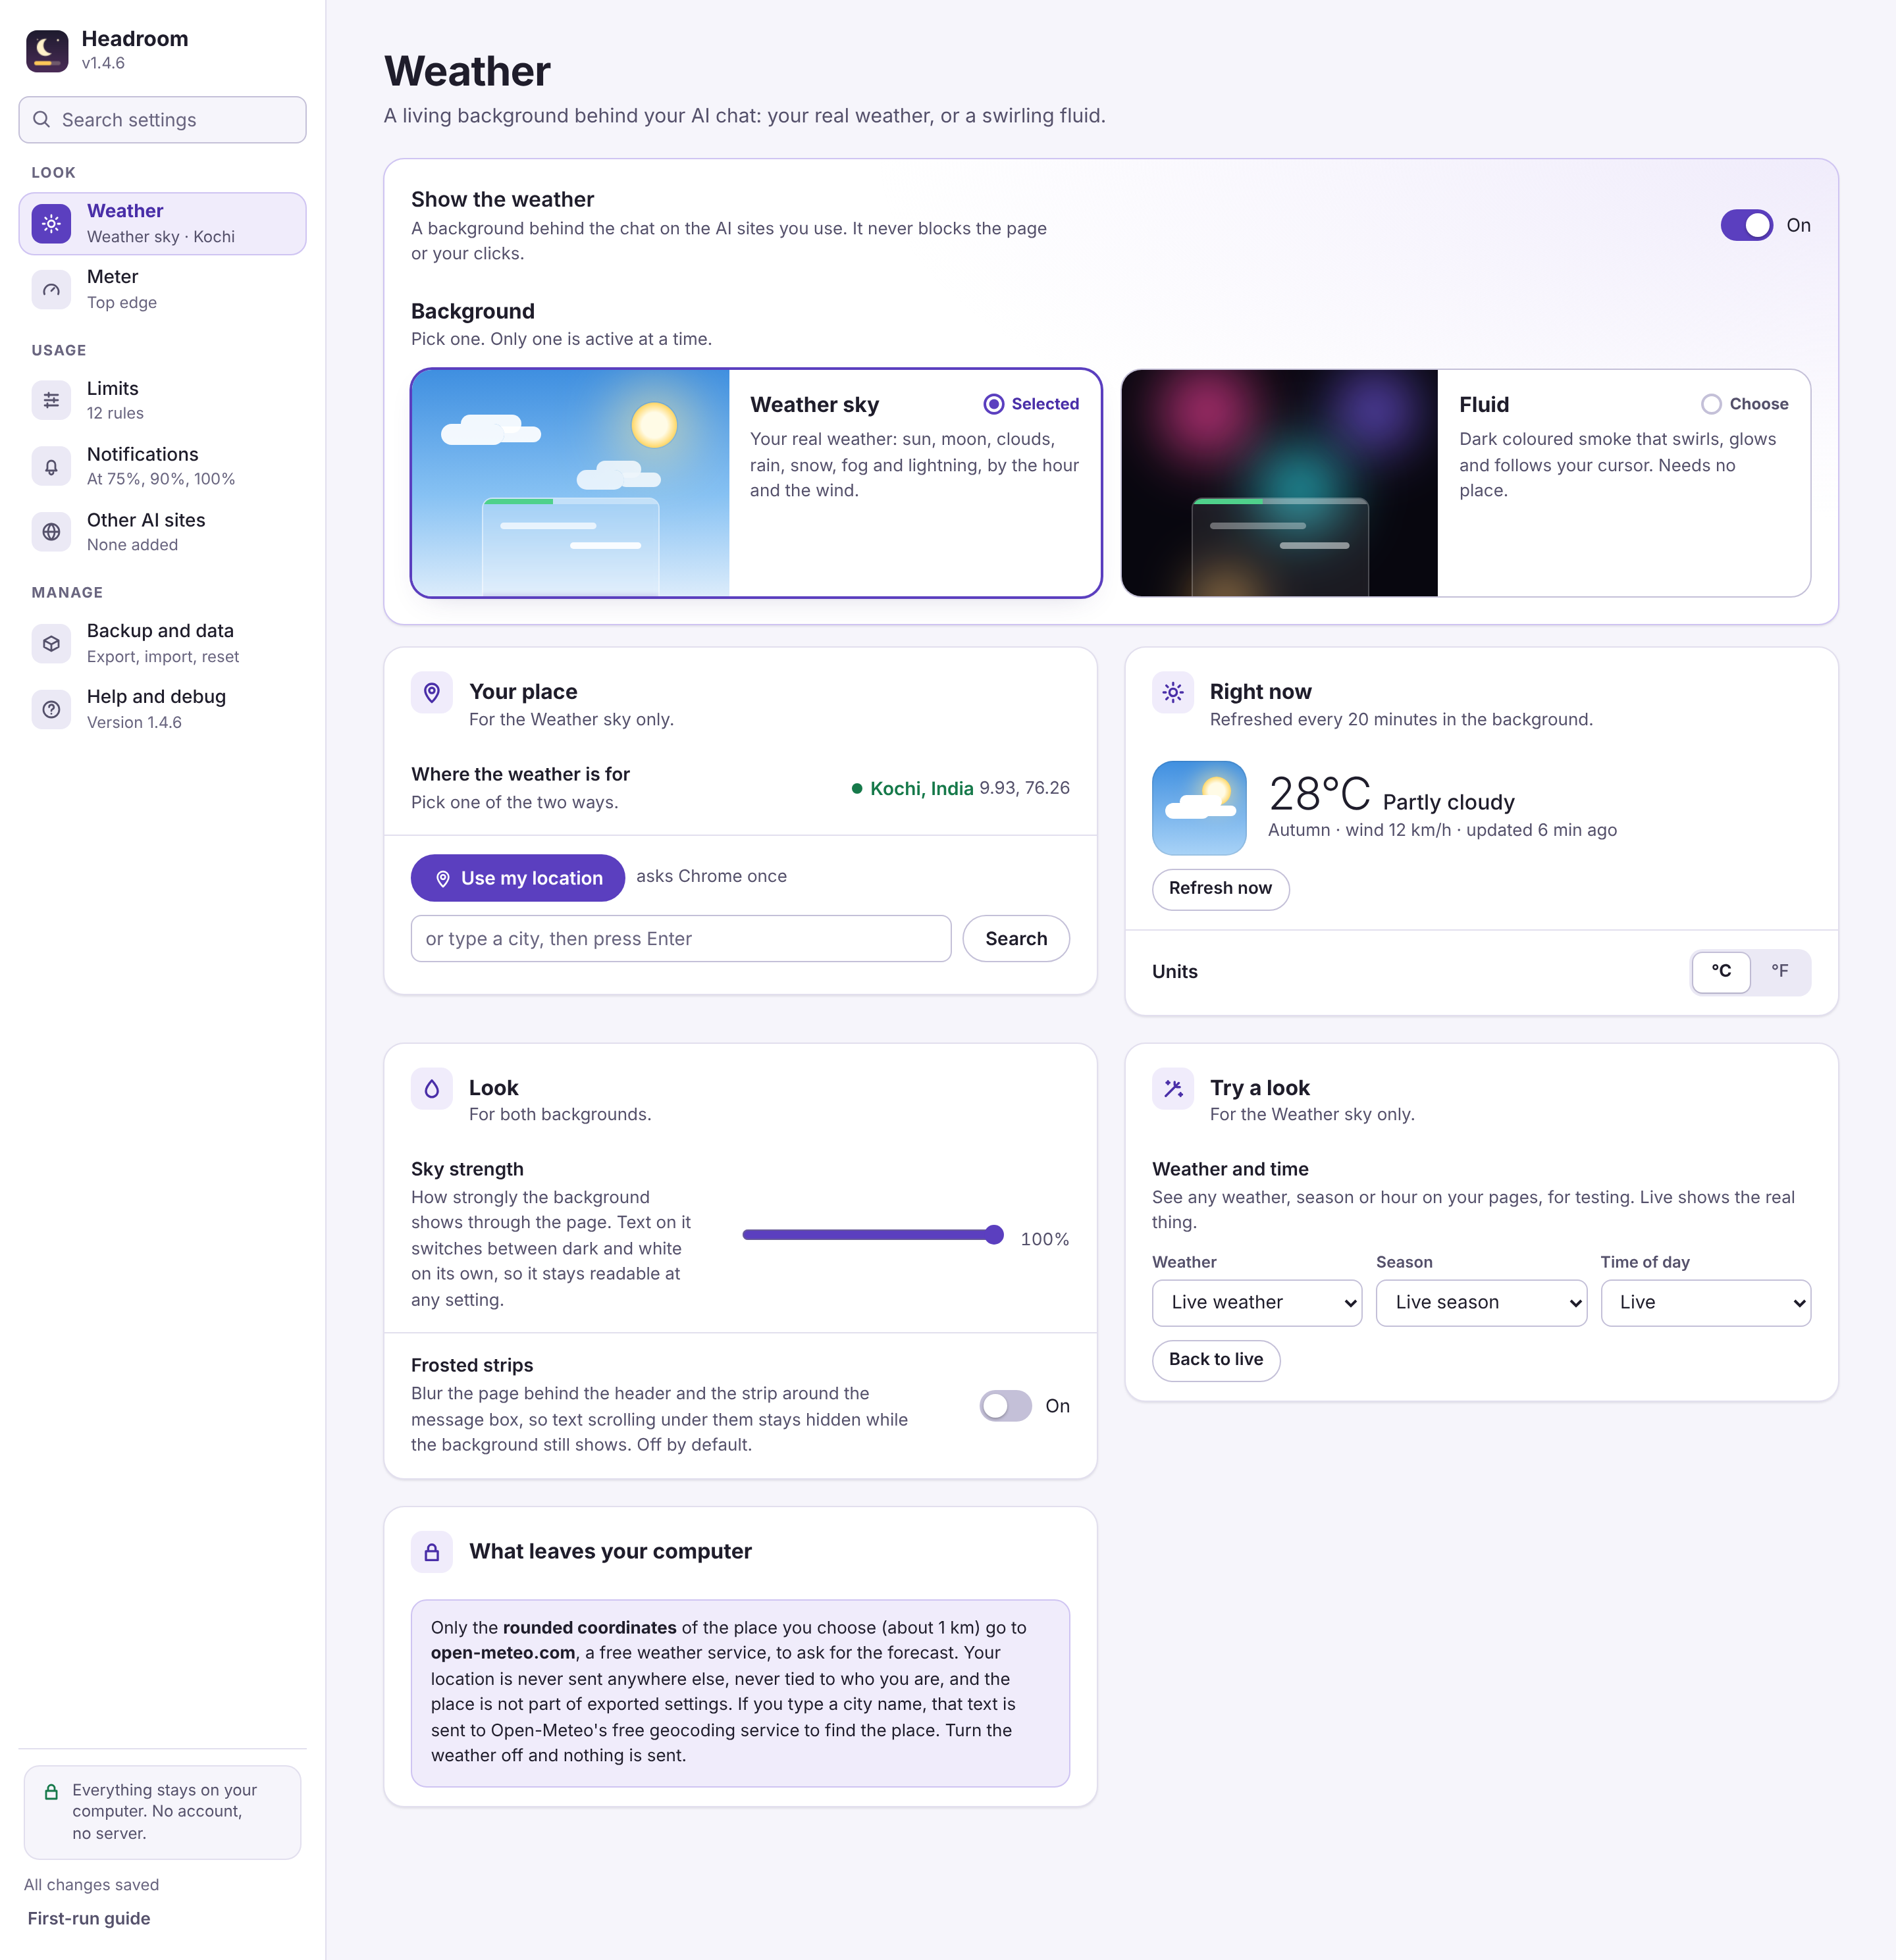 Headroom
v1.4.6
Search settings
LOOK
Weather
Weather sky · Kochi
Meter
Top edge
USAGE
Limits
12 rules
Notifications
At 75%, 90%, 100%
Other AI sites
None added
MANAGE
Backup and data
Export, import, reset
Help and debug
Version 1.4.6
Everything stays on your
computer. No account,
no server.
All changes saved
First-run guide
Weather
A living background behind your AI chat: your real weather, or a swirling fluid.
Show the weather
A background behind the chat on the AI sites you use. It never blocks the page
or your clicks.
On
Background
Pick one. Only one is active at a time.
Weather sky
Selected
Your real weather: sun, moon, clouds,
rain, snow, fog and lightning, by the hour
and the wind.
Fluid
Choose
Dark coloured smoke that swirls, glows
and follows your cursor. Needs no
place.
Your place
For the Weather sky only.
Where the weather is for
Pick one of the two ways.
Kochi, India 9.93, 76.26
Use my location
asks Chrome once
or type a city, then press Enter
Search
Right now
Refreshed every 20 minutes in the background.
28°C Partly cloudy
Autumn · wind 12 km/h · updated 6 min ago
Refresh now
Units
°C
°F
Look
For both backgrounds.
Sky strength
How strongly the background
shows through the page. Text on it
switches between dark and white
on its own, so it stays readable at
any setting.
100%
Frosted strips
Blur the page behind the header and the strip around the
message box, so text scrolling under them stays hidden while
the background still shows. Off by default.
On
Try a look
For the Weather sky only.
Weather and time
See any weather, season or hour on your pages, for testing. Live shows the real
thing.
Weather
Season
Time of day
Live weather
Live season
Live
Back to live
What leaves your computer
Only the rounded coordinates of the place you choose (about 1 km) go to
open-meteo.com, a free weather service, to ask for the forecast. Your
location is never sent anywhere else, never tied to who you are, and the
place is not part of exported settings. If you type a city name, that text is
sent to Open-Meteo's free geocoding service to find the place. Turn the
weather off and nothing is sent.